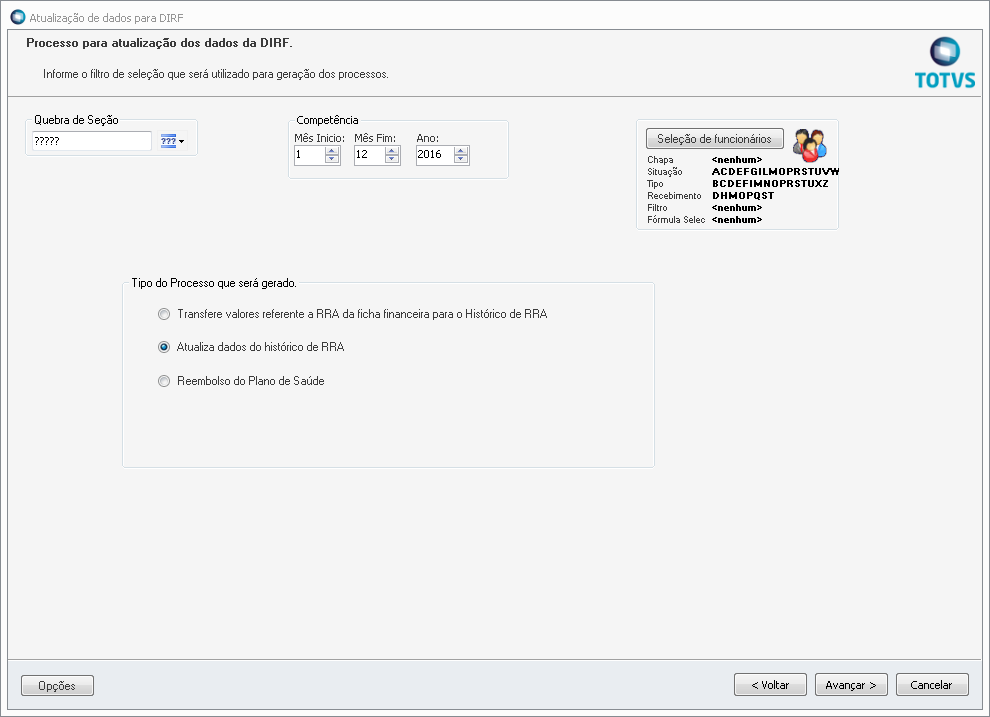 Atualização de dados para DIRF
Processo para atualização dos dados da DIRF.
Informe o filtro de seleção que será utilizado para geração dos processos.
TOTVS
Quebra de Seção
?????
???
Competência
Mês Inicio: Mês Fim: Ano:
1 12 2016
Seleção de funcionários
Chapa <nenhum>
Situação ACDEFGILMOPRSTUVW
Tipo BCDEFIMNOPRSTUXZ
Recebimento DHMOPQST
Filtro <nenhum>
Fórmula Selec <nenhum>
Tipo do Processo que será gerado.
Transfere valores referente a RRA da ficha financeira para o Histórico de RRA
Atualiza dados do histórico de RRA
Reembolso do Plano de Saúde
Opções
< Voltar
Avançar >
Cancelar